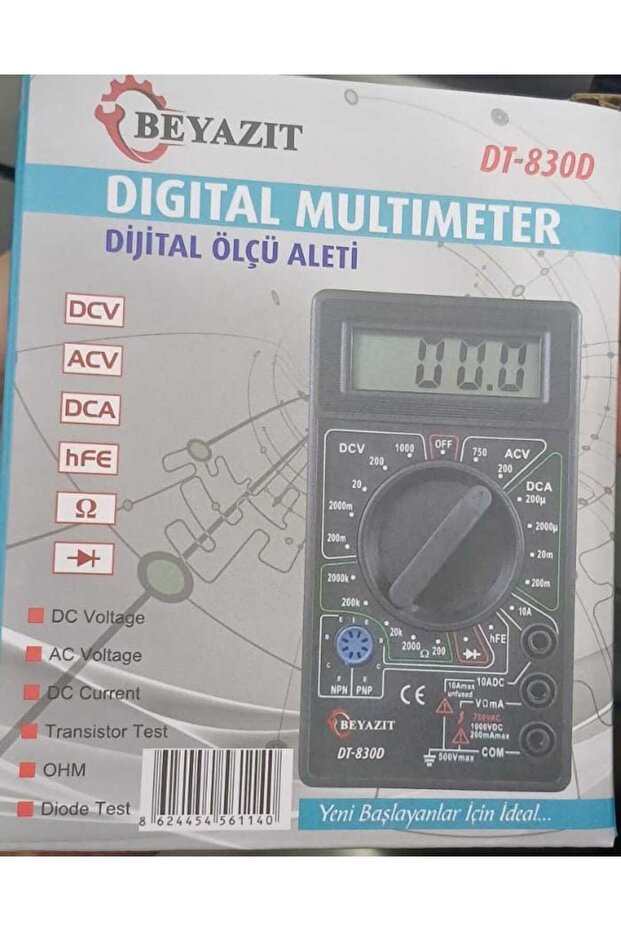 BEYAZIT
DT-830D
DIGITAL MULTIMETER
DİJİTAL ÖLÇÜ ALETİ
DCV
ACV
DCA
hFE
Ω
DC Voltage
AC Voltage
DC Current
Transistor Test
OHM
Diode Test
8 624454 561140
00.0
DCV 1000 OFF 750 ACV
200 200
20 DCA
200µ
2000m 2000µ
200m 20m
2000k 200m
200k 10A
20k 2000 Ω 200 hFE
E B C E
NPN PNP
10ADC
10Amax
unfused
VΩmA
750VAC
1000VDC
200mAmax
COM
500Vmax
CE
BEYAZIT
DT-830D
Yeni Başlayanlar İçin İdeal...